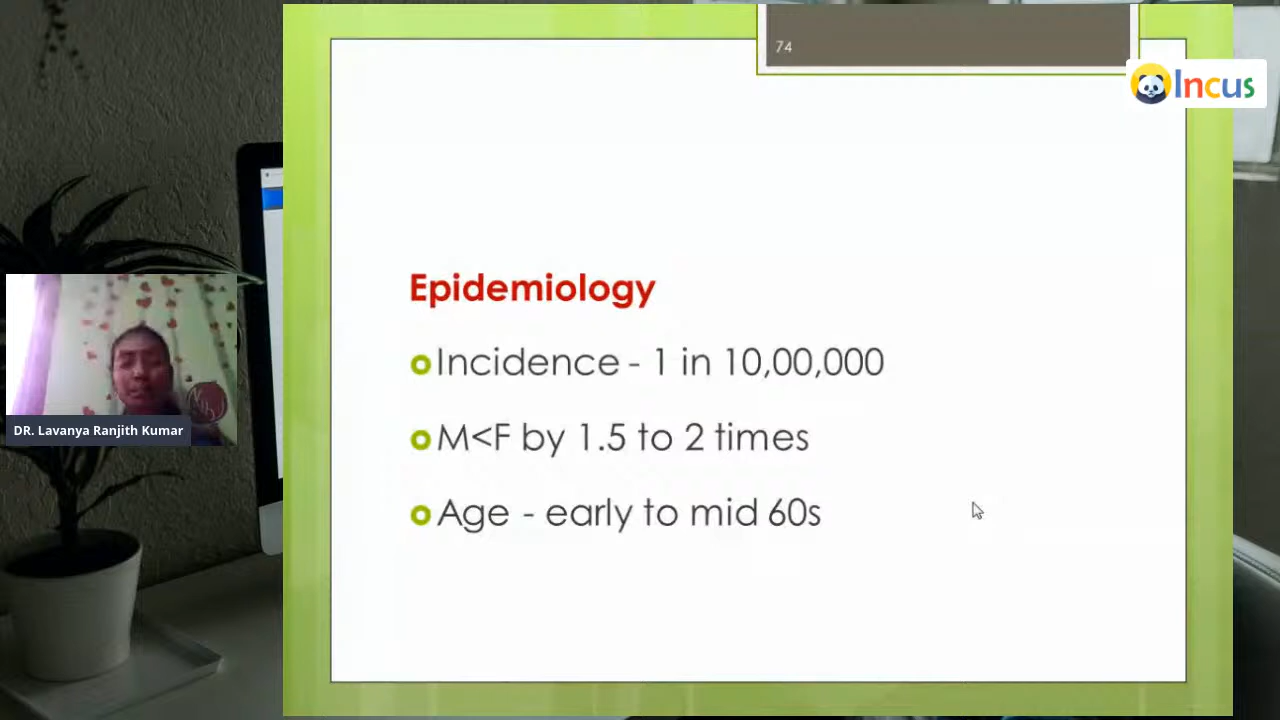 74
Incus
Epidemiology
Incidence - 1 in 10,00,000
M<F by 1.5 to 2 times
Age - early to mid 60s
DR. Lavanya Ranjith Kumar